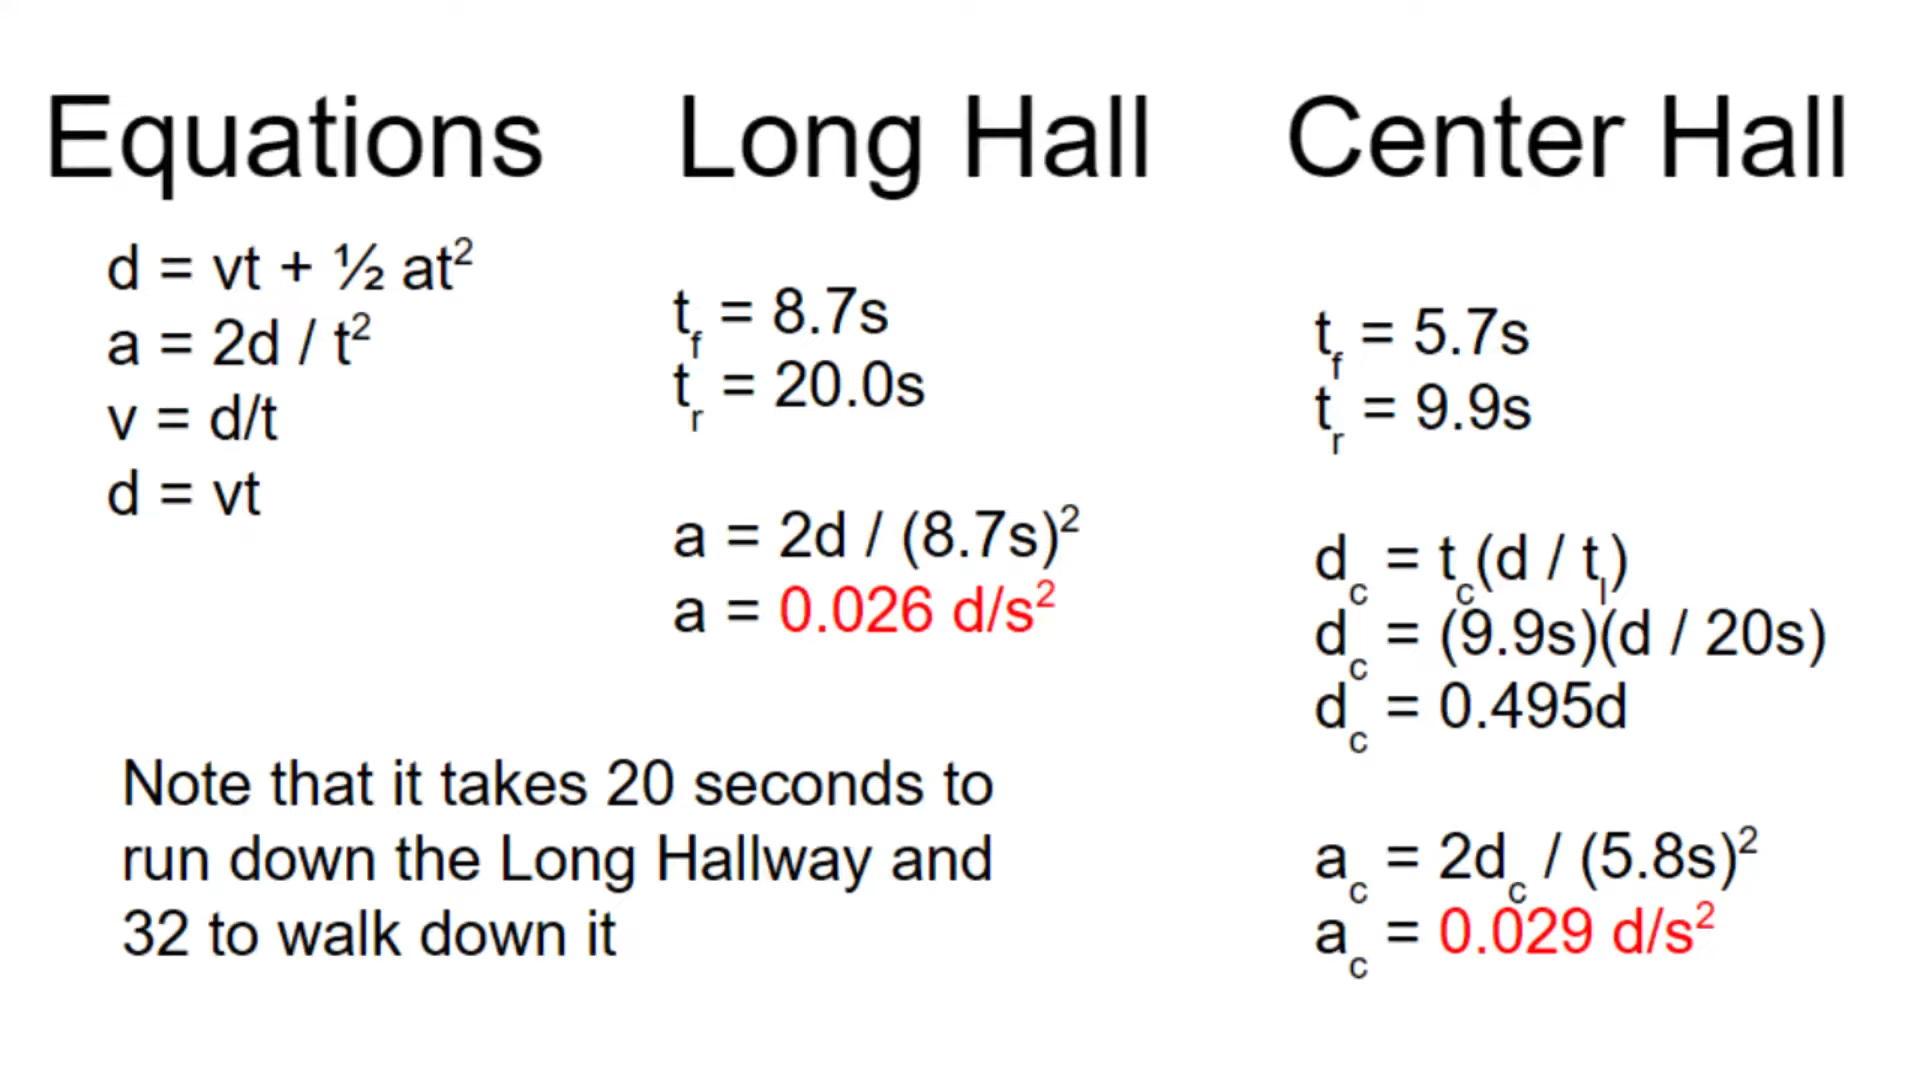 Equations
d = vt + ½ at²
a = 2d / t²
v = d/t
d = vt
Long Hall
t_f = 8.7s
t_r = 20.0s
a = 2d / (8.7s)²
a = 0.026 d/s²
Center Hall
t_f = 5.7s
t_r = 9.9s
d_c = t_c(d / t_l)
d_c = (9.9s)(d / 20s)
d_c = 0.495d
a_c = 2d_c / (5.8s)²
a_c = 0.029 d/s²
Note that it takes 20 seconds to
run down the Long Hallway and
32 to walk down it